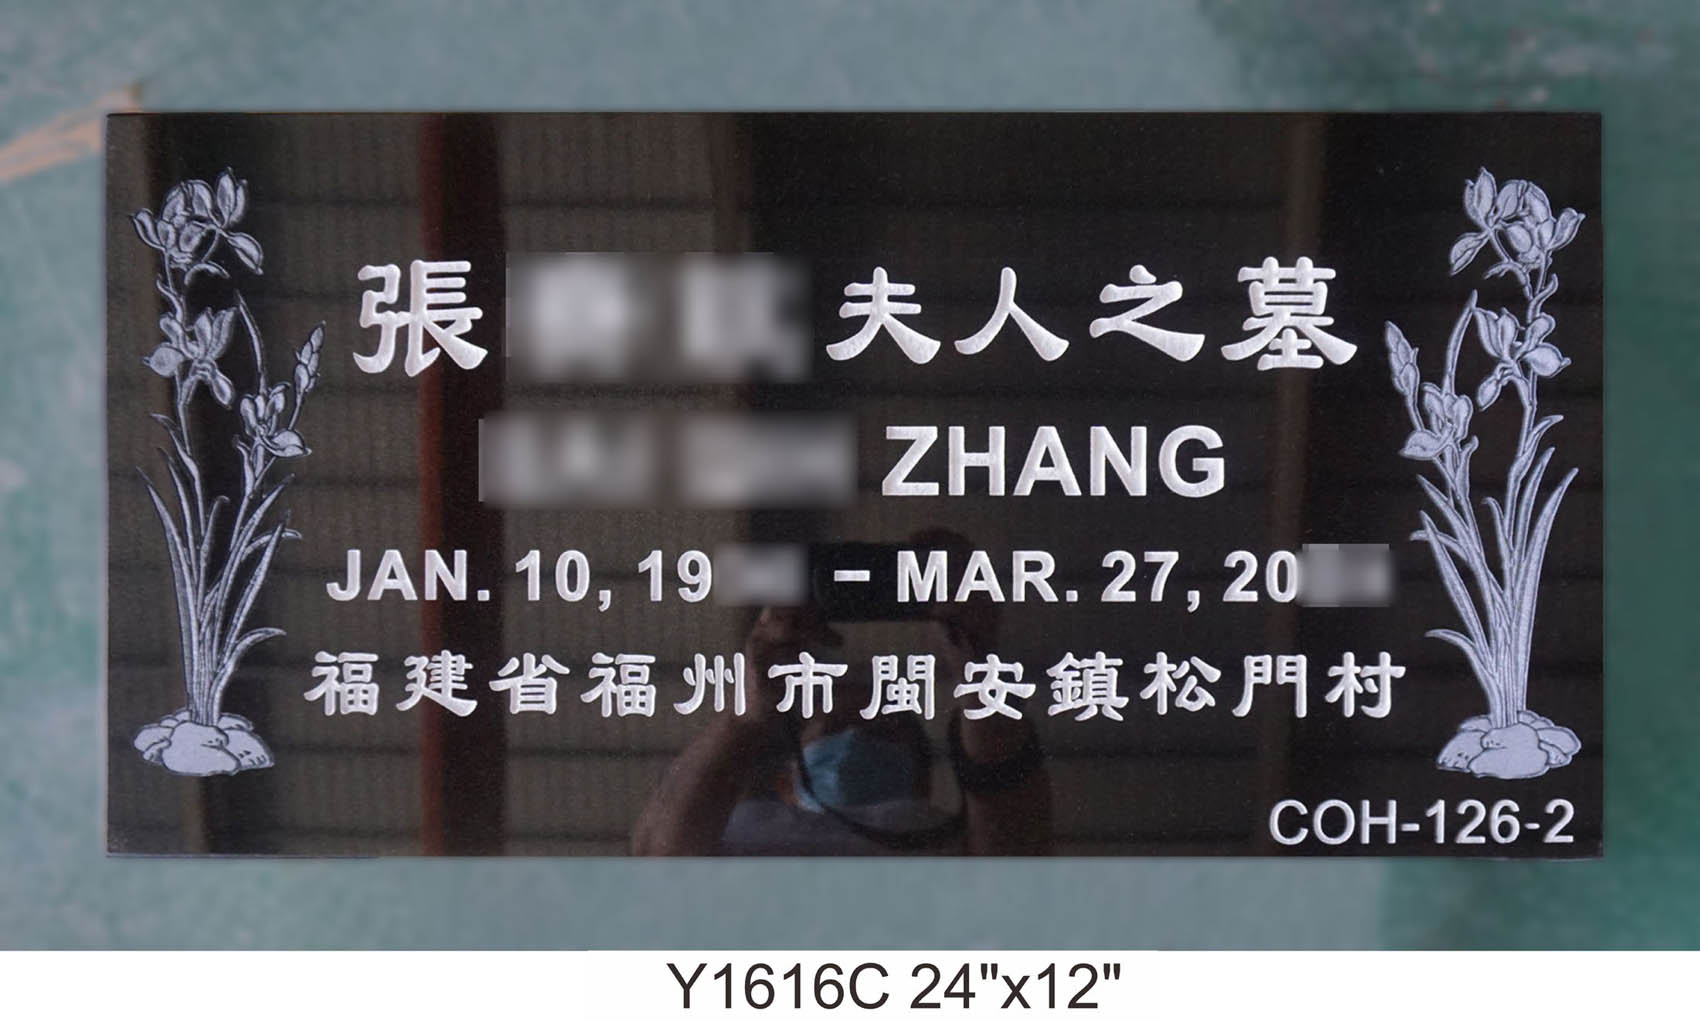 張 夫人之墓
ZHANG
JAN. 10, 19 – MAR. 27, 20
福建省福州市閩安鎮松門村
COH-126-2
Y1616C 24"x12"